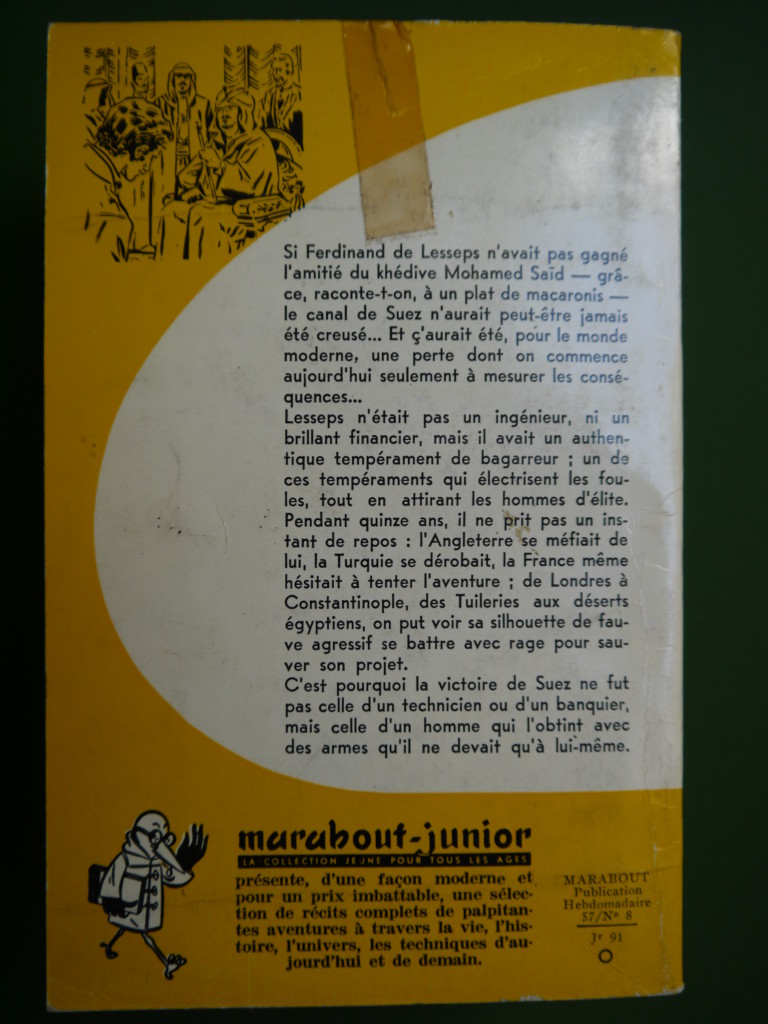 Si Ferdinand de Lesseps n'avait pas gagné
l'amitié du khédive Mohamed Saïd — grâ-
ce, raconte-t-on, à un plat de macaronis —
le canal de Suez n'aurait peut-être jamais
été creusé... Et ç'aurait été, pour le monde
moderne, une perte dont on commence
aujourd'hui seulement à mesurer les consé-
quences...
Lesseps n'était pas un ingénieur, ni un
brillant financier, mais il avait un authen-
tique tempérament de bagarreur ; un de
ces tempéraments qui électrisent les fou-
les, tout en attirant les hommes d'élite.
Pendant quinze ans, il ne prit pas un ins-
tant de repos : l'Angleterre se méfiait de
lui, la Turquie se dérobait, la France même
hésitait à tenter l'aventure ; de Londres à
Constantinople, des Tuileries aux déserts
égyptiens, on put voir sa silhouette de fau-
ve agressif se battre avec rage pour sau-
ver son projet.
C'est pourquoi la victoire de Suez ne fut
pas celle d'un technicien ou d'un banquier,
mais celle d'un homme qui l'obtint avec
des armes qu'il ne devait qu'à lui-même.
marabout-junior
LA COLLECTION JEUNE POUR TOUS LES AGES
présente, d'une façon moderne et
pour un prix imbattable, une sélec-
tion de récits complets de palpitan-
tes aventures à travers la vie, l'his-
toire, l'univers, les techniques d'au-
jourd'hui et de demain.
MARABOUT
Publication
Hebdomadaire
57/N° 8
Jr 91